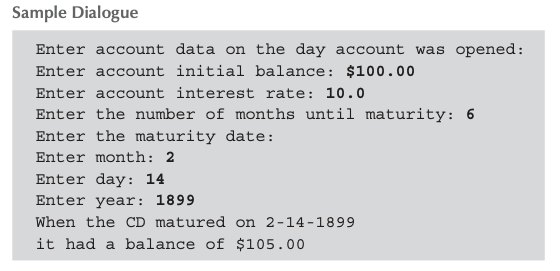 Sample Dialogue
Enter account data on the day account was opened:
Enter account initial balance: $100.00
Enter account interest rate: 10.0
Enter the number of months until maturity: 6
Enter the maturity date:
Enter month: 2
Enter day: 14
Enter year: 1899
When the CD matured on 2-14-1899
it had a balance of $105.00